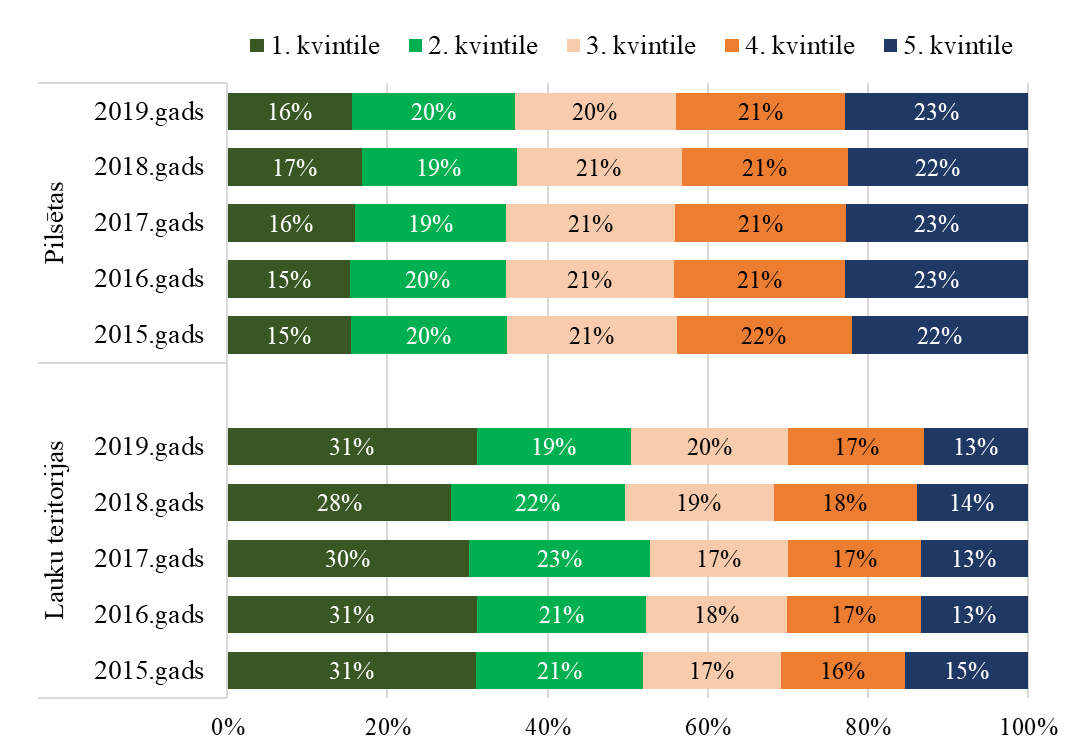 1. kvintile 2. kvintile 3. kvintile 4. kvintile 5. kvintile
Pilsētas
2019.gads 16% 20% 20% 21% 23%
2018.gads 17% 19% 21% 21% 22%
2017.gads 16% 19% 21% 21% 23%
2016.gads 15% 20% 21% 21% 23%
2015.gads 15% 20% 21% 22% 22%
Lauku teritorijas
2019.gads 31% 19% 20% 17% 13%
2018.gads 28% 22% 19% 18% 14%
2017.gads 30% 23% 17% 17% 13%
2016.gads 31% 21% 18% 17% 13%
2015.gads 31% 21% 17% 16% 15%
0% 20% 40% 60% 80% 100%